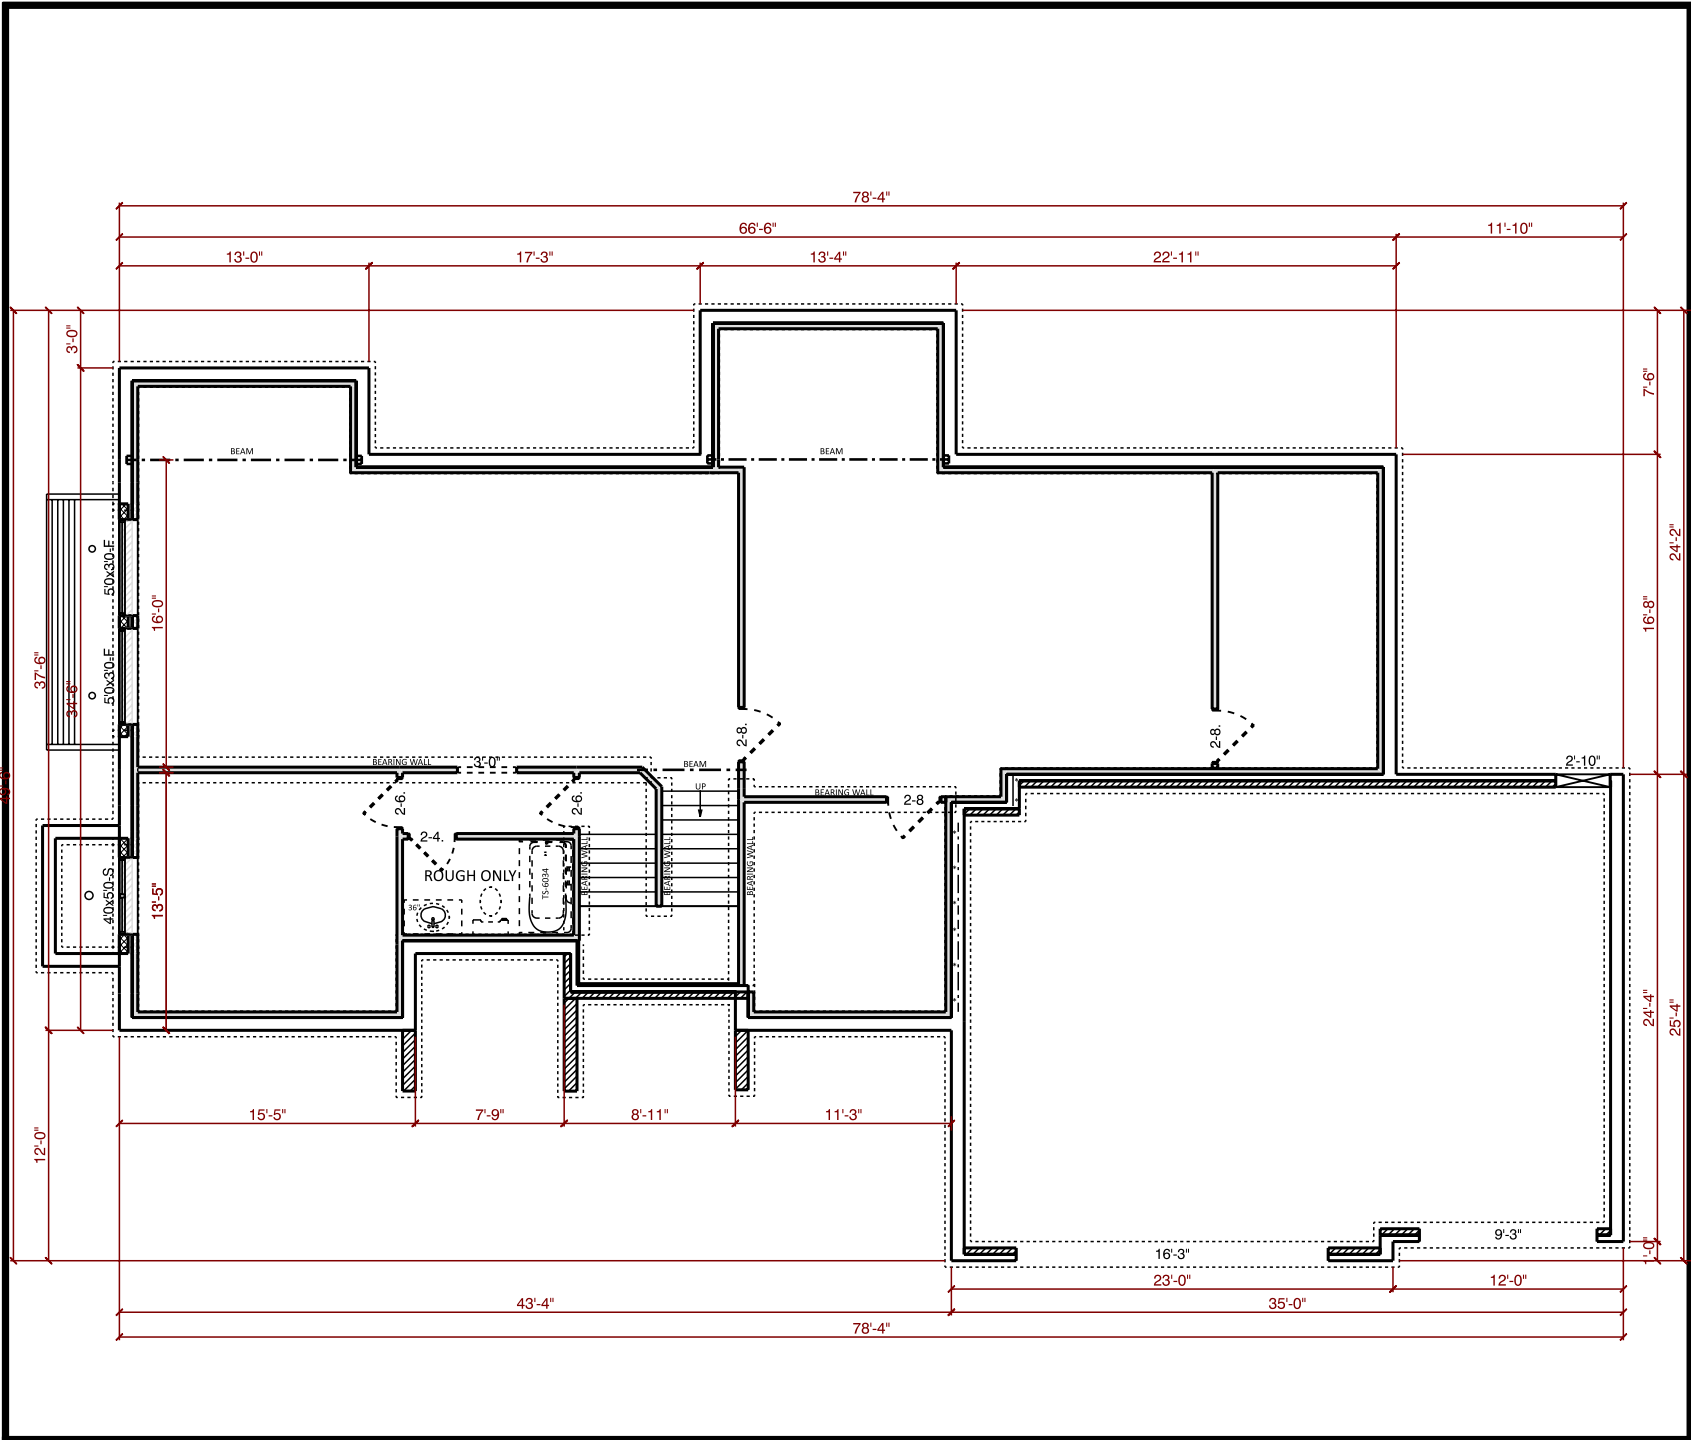 78'-4"
66'-6"
11'-10"
13'-0"
17'-3"
13'-4"
22'-11"
3'-0"
7'-6"
BEAM
BEAM
24'-2"
5'0x3'0-F
16'-0"
16'-8"
37'-6"
5'0x3'0-F
34'-6"
2-8.
2-8.
BEARING WALL
3'-0"
BEAM
2'-10"
UP
BEARING WALL
2-8
2-6.
2-6.
2-4.
BEARING WALL
BEARING WALL
BEARING WALL
ROUGH ONLY
TS-6034
36"
4'0x5'0-S
13'-5"
24'-4"
25'-4"
15'-5"
7'-9"
8'-11"
11'-3"
12'-0"
9'-3"
16'-3"
1'-0"
23'-0"
12'-0"
43'-4"
35'-0"
78'-4"